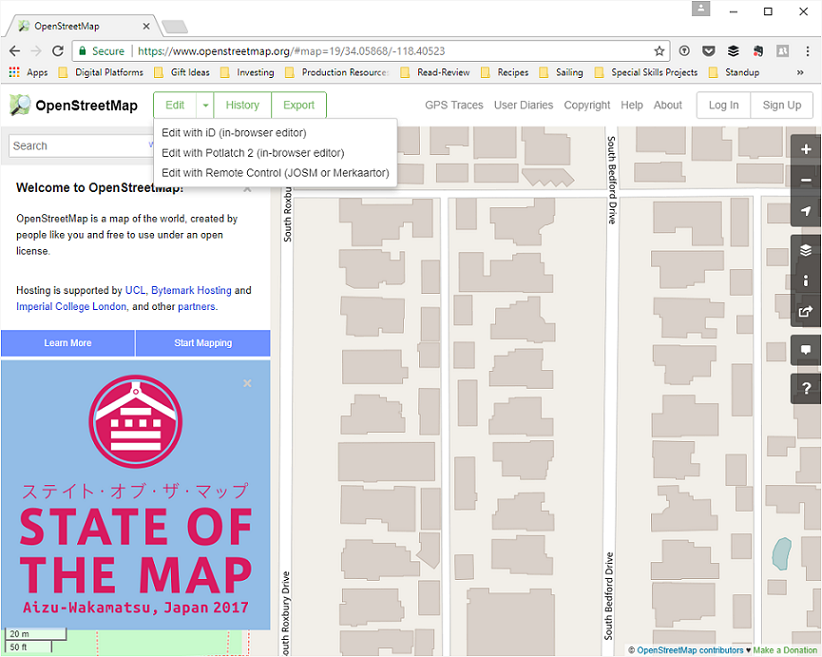 OpenStreetMap
Secure https://www.openstreetmap.org/#map=19/34.05868/-118.40523
Apps Digital Platforms Gift Ideas Investing Production Resource Read-Review Recipes Sailing Special Skills Projects Standup »
OpenStreetMap Edit History Export GPS Traces User Diaries Copyright Help About Log In Sign Up
Edit with iD (in-browser editor)
Edit with Potlatch 2 (in-browser editor)
Edit with Remote Control (JOSM or Merkaartor)
Search
Welcome to OpenStreetMap!
OpenStreetMap is a map of the world, created by
people like you and free to use under an open
license.
Hosting is supported by UCL, Bytemark Hosting and
Imperial College London, and other partners.
Learn More Start Mapping
ステイト・オブ・ザ・マップ
STATE OF
THE MAP
Aizu-Wakamatsu, Japan 2017
20 m
50 ft
South Roxbu
South Bedford Drive
South Roxbury Drive
South Bedford Drive
© OpenStreetMap contributors ♥ Make a Donation